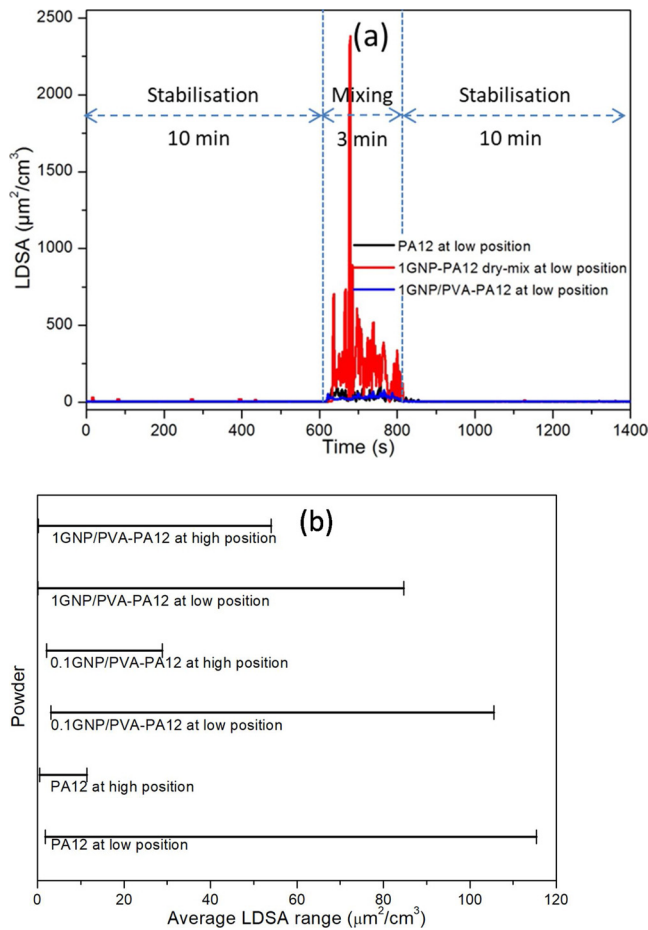 (a)
2500
2000
1500
1000
500
0
LDSA (μm²/cm³)
Stabilisation
Mixing
Stabilisation
10 min
3 min
10 min
PA12 at low position
1GNP-PA12 dry-mix at low position
1GNP/PVA-PA12 at low position
0 200 400 600 800 1000 1200 1400
Time (s)
(b)
Powder
1GNP/PVA-PA12 at high position
1GNP/PVA-PA12 at low position
0.1GNP/PVA-PA12 at high position
0.1GNP/PVA-PA12 at low position
PA12 at high position
PA12 at low position
0 20 40 60 80 100 120
Average LDSA range (μm²/cm³)